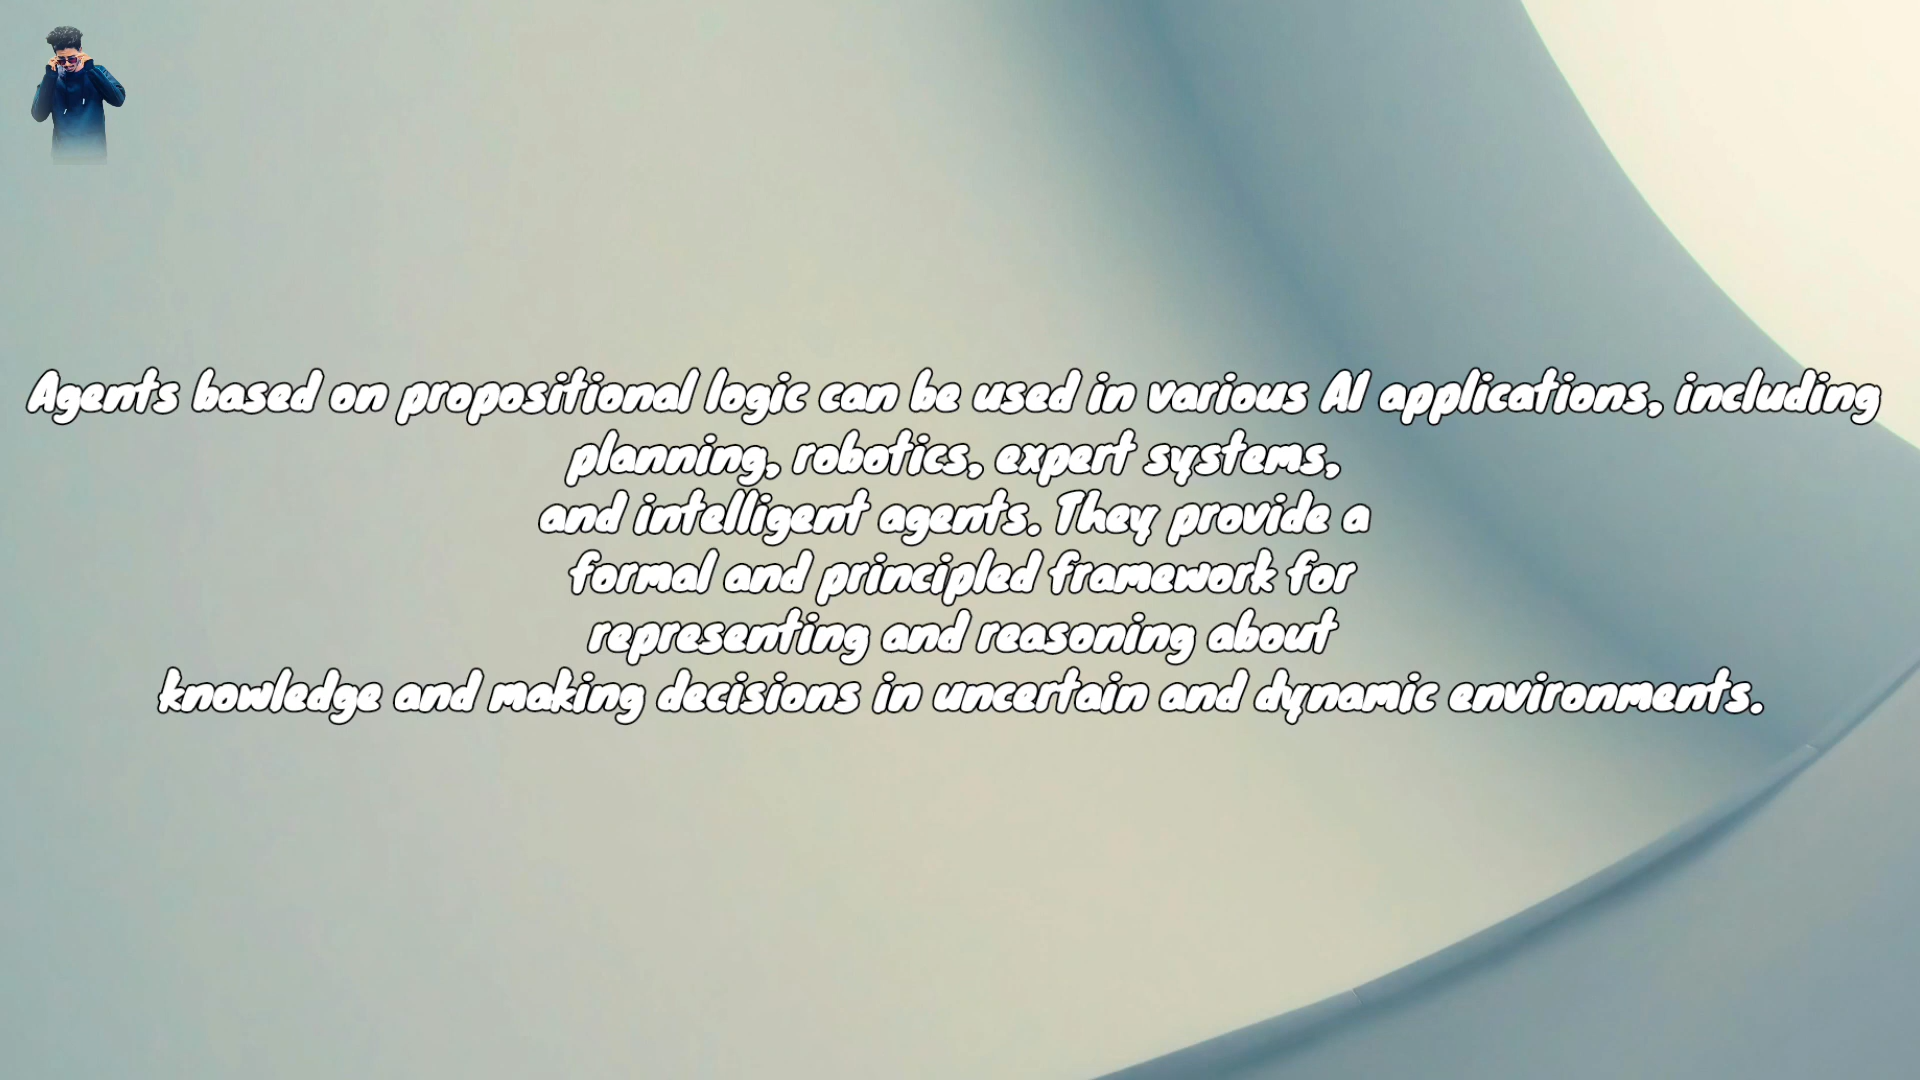 Agents based on propositional logic can be used in various AI applications, including
planning, robotics, expert systems,
and intelligent agents. They provide a
formal and principled framework for
representing and reasoning about
knowledge and making decisions in uncertain and dynamic environments.